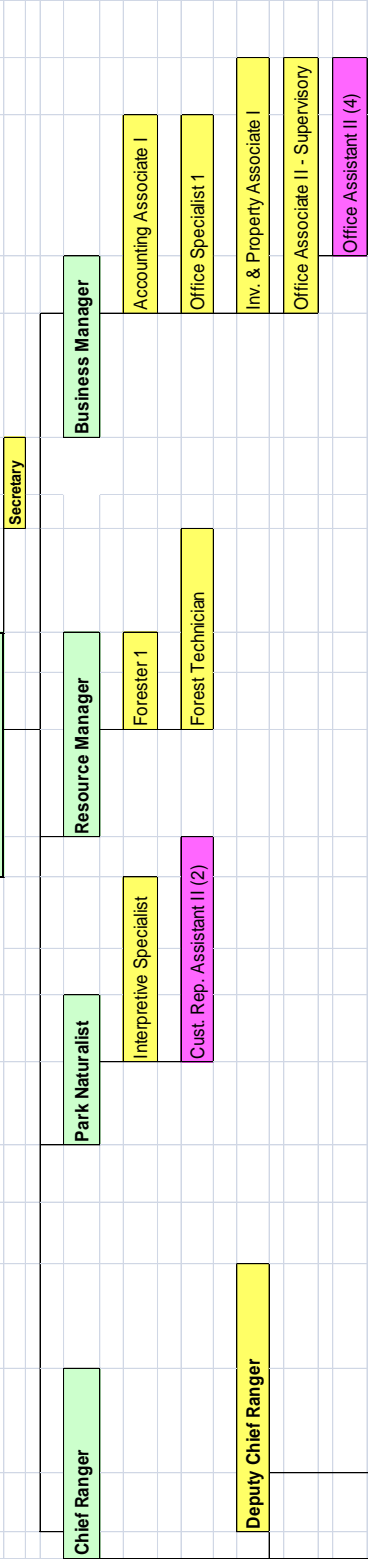 Secretary
Chief Ranger
Park Naturalist
Resource Manager
Business Manager
Interpretive Specialist
Forester 1
Accounting Associate I
Cust. Rep. Assistant II (2)
Forest Technician
Office Specialist 1
Deputy Chief Ranger
Inv. & Property Associate I
Office Associate II - Supervisory
Office Assistant II (4)